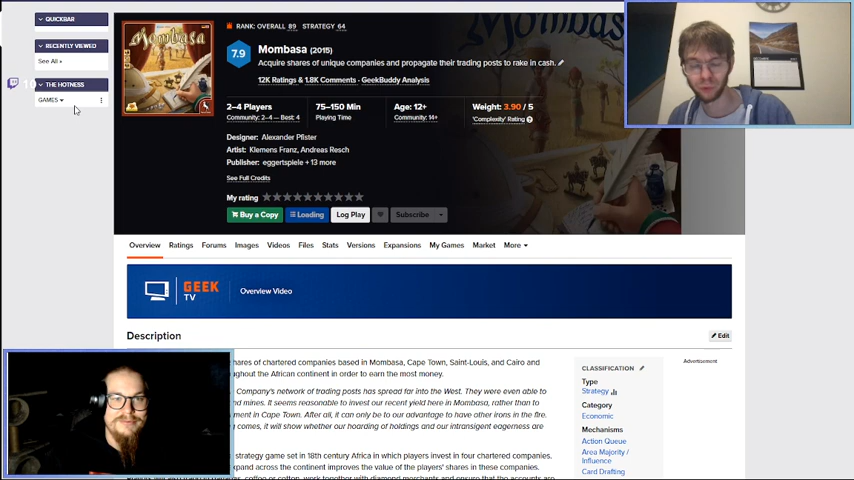 QUICKBAR
RECENTLY VIEWED
See All »
THE HOTNESS
GAMES
Mombasa
RANK: OVERALL 89 STRATEGY 64
7.9
Mombasa (2015)
Acquire shares of unique companies and propagate their trading posts to rake in cash.
12K Ratings & 1.8K Comments · GeekBuddy Analysis
2–4 Players
Community: 2–4 — Best: 4
75–150 Min
Playing Time
Age: 12+
Community: 14+
Weight: 3.90 / 5
'Complexity' Rating
Designer: Alexander Pfister
Artist: Klemens Franz, Andreas Resch
Publisher: eggertspiele + 13 more
See Full Credits
My rating
Buy a Copy
Loading
Log Play
Subscribe
Overview
Ratings
Forums
Images
Videos
Files
Stats
Versions
Expansions
My Games
Market
More
GEEK
TV
Overview Video
Description
Edit
shares of chartered companies based in Mombasa, Cape Town, Saint-Louis, and Cairo and
oughout the African continent in order to earn the most money.
Company's network of trading posts has spread far into the West. They were even able to
nd mines. It seems reasonable to invest our recent yield here in Mombasa, rather than to
ment in Cape Town. After all, it can only be to our advantage to have other irons in the fire.
g comes, it will show whether our hoarding of holdings and our intransigent eagerness are
strategy game set in 18th century Africa in which players invest in four chartered companies.
expand across the continent improves the value of the players' shares in these companies.
CLASSIFICATION
Type
Strategy
Category
Economic
Mechanisms
Action Queue
Area Majority /
Influence
Card Drafting
Advertisement